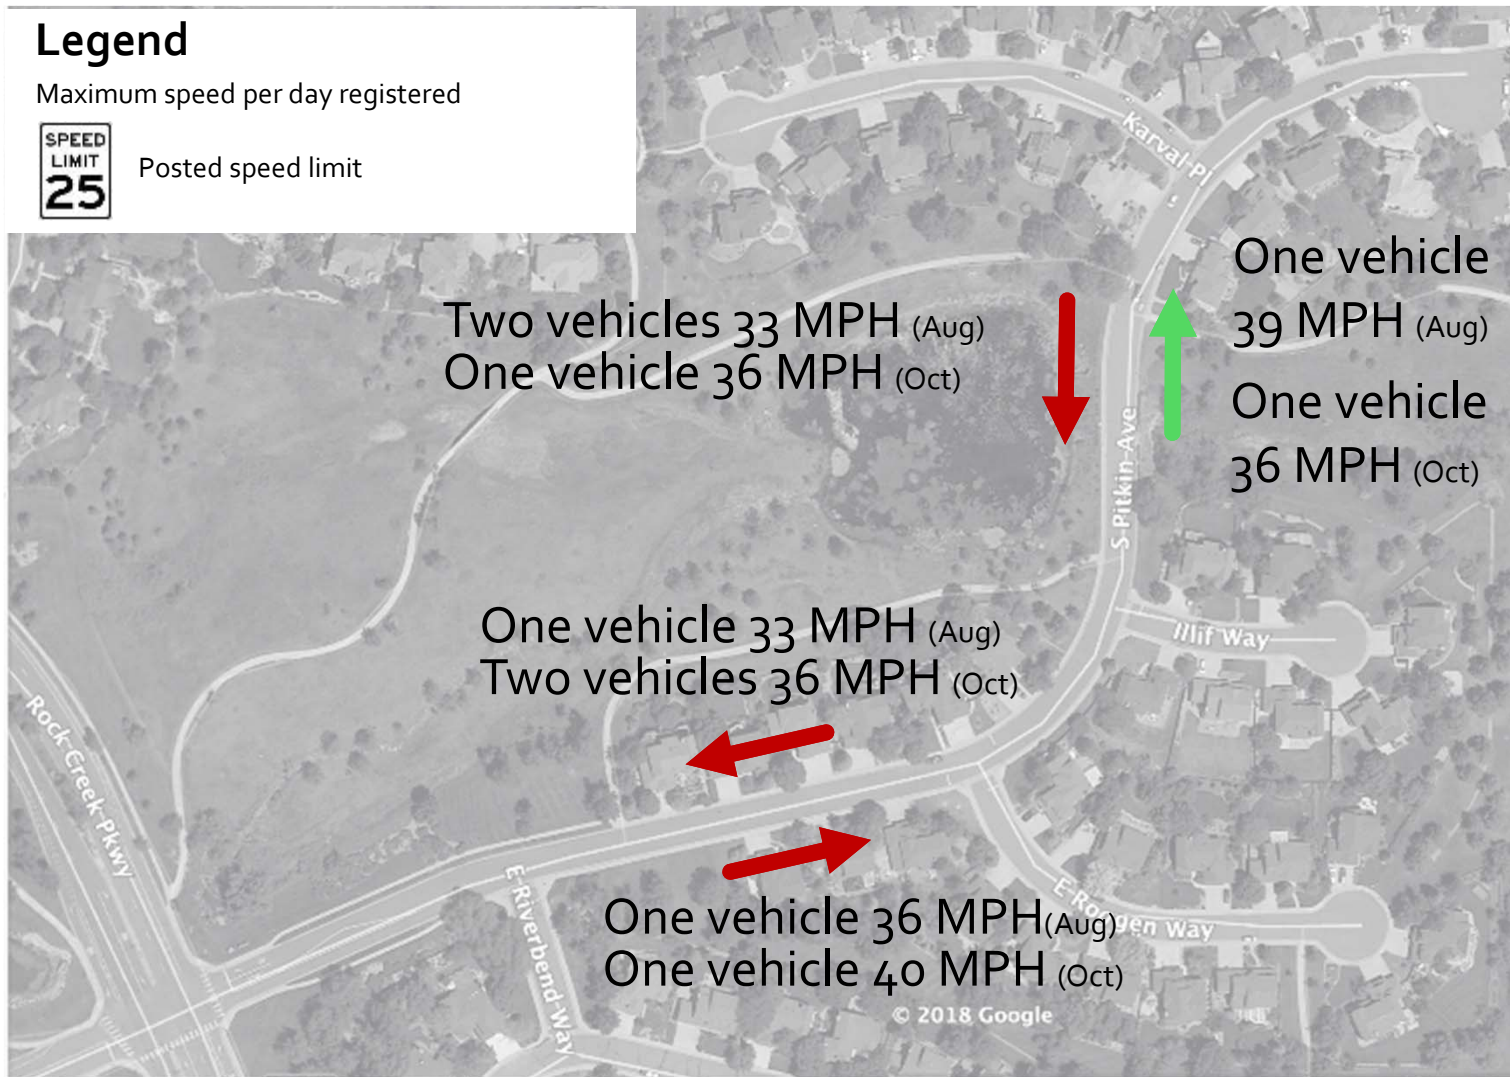 Legend
Maximum speed per day registered
SPEED
LIMIT
25
Posted speed limit
Karval Pl
One vehicle
39 MPH (Aug)
Two vehicles 33 MPH (Aug)
One vehicle 36 MPH (Oct)
One vehicle
36 MPH (Oct)
S Pitkin Ave
One vehicle 33 MPH (Aug)
Two vehicles 36 MPH (Oct)
Illif Way
Rock Creek Pkwy
E Riverbend Way
One vehicle 36 MPH(Aug)
One vehicle 40 MPH (Oct)
E Roggen Way
© 2018 Google